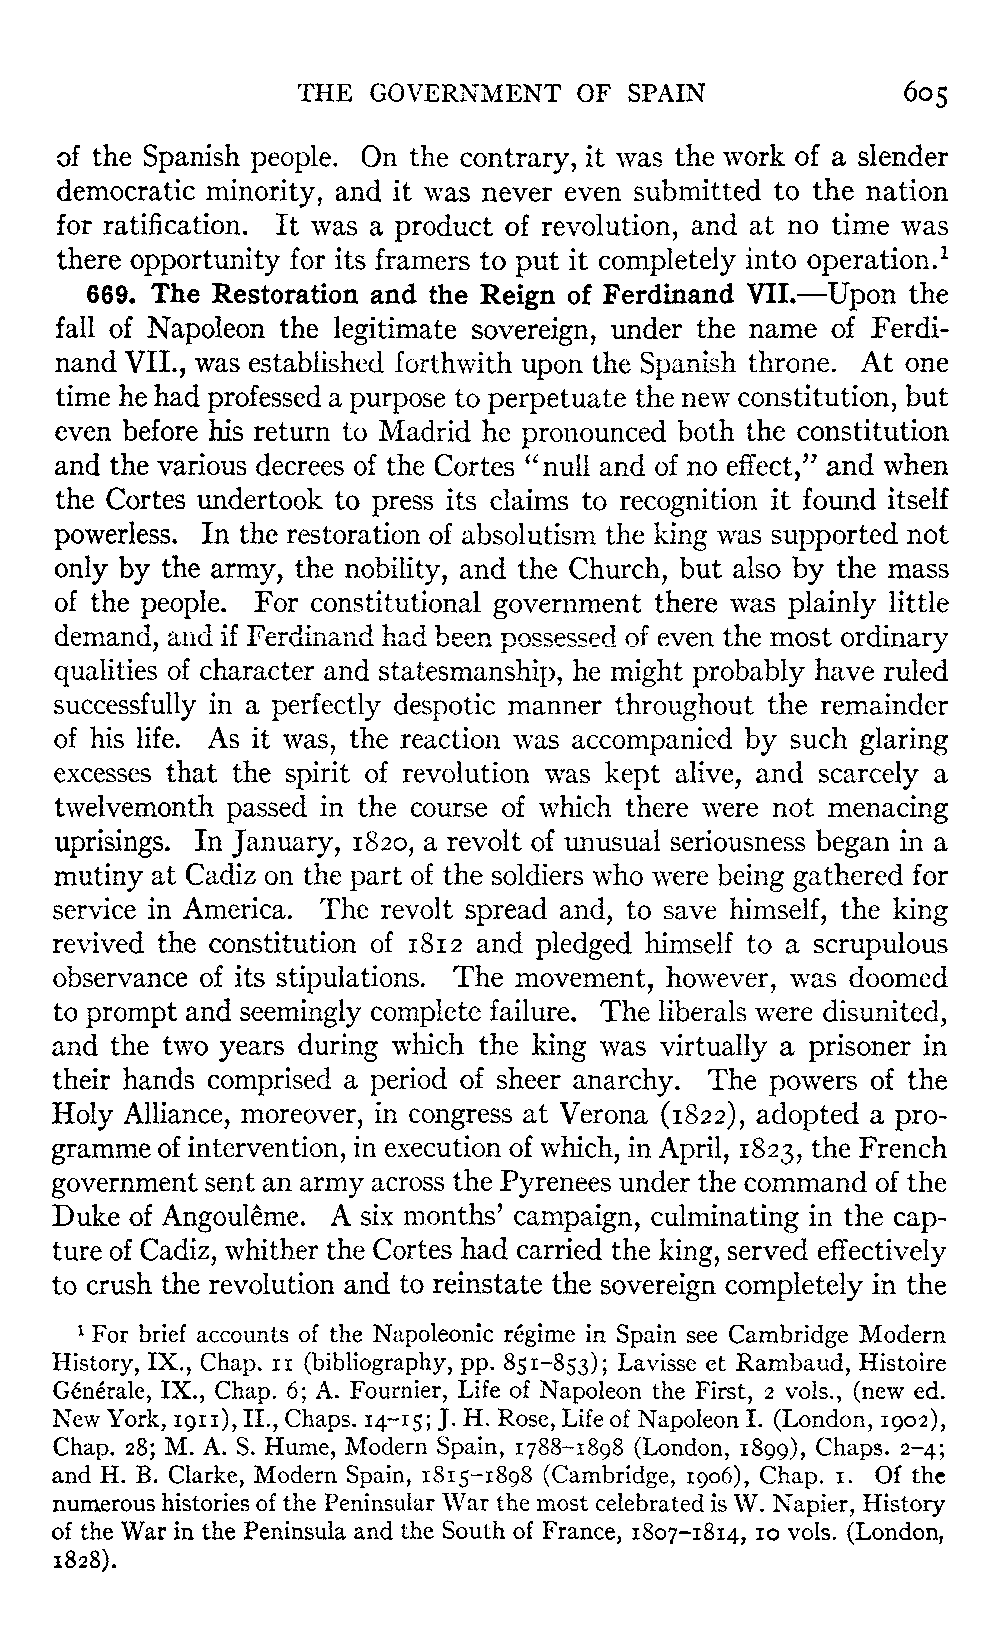 THE GOVERNMENT OF SPAIN 605
of the Spanish people. On the contrary, it was the work of a slender
democratic minority, and it was never even submitted to the nation
for ratification. It was a product of revolution, and at no time was
there opportunity for its framers to put it completely into operation.¹
669. The Restoration and the Reign of Ferdinand VII.—Upon the
fall of Napoleon the legitimate sovereign, under the name of Ferdi-
nand VII., was established forthwith upon the Spanish throne. At one
time he had professed a purpose to perpetuate the new constitution, but
even before his return to Madrid he pronounced both the constitution
and the various decrees of the Cortes “null and of no effect,” and when
the Cortes undertook to press its claims to recognition it found itself
powerless. In the restoration of absolutism the king was supported not
only by the army, the nobility, and the Church, but also by the mass
of the people. For constitutional government there was plainly little
demand, and if Ferdinand had been possessed of even the most ordinary
qualities of character and statesmanship, he might probably have ruled
successfully in a perfectly despotic manner throughout the remainder
of his life. As it was, the reaction was accompanied by such glaring
excesses that the spirit of revolution was kept alive, and scarcely a
twelvemonth passed in the course of which there were not menacing
uprisings. In January, 1820, a revolt of unusual seriousness began in a
mutiny at Cadiz on the part of the soldiers who were being gathered for
service in America. The revolt spread and, to save himself, the king
revived the constitution of 1812 and pledged himself to a scrupulous
observance of its stipulations. The movement, however, was doomed
to prompt and seemingly complete failure. The liberals were disunited,
and the two years during which the king was virtually a prisoner in
their hands comprised a period of sheer anarchy. The powers of the
Holy Alliance, moreover, in congress at Verona (1822), adopted a pro-
gramme of intervention, in execution of which, in April, 1823, the French
government sent an army across the Pyrenees under the command of the
Duke of Angoulême. A six months’ campaign, culminating in the cap-
ture of Cadiz, whither the Cortes had carried the king, served effectively
to crush the revolution and to reinstate the sovereign completely in the
¹ For brief accounts of the Napoleonic régime in Spain see Cambridge Modern
History, IX., Chap. 11 (bibliography, pp. 851–853); Lavisse et Rambaud, Histoire
Générale, IX., Chap. 6; A. Fournier, Life of Napoleon the First, 2 vols., (new ed.
New York, 1911), II., Chaps. 14–15; J. H. Rose, Life of Napoleon I. (London, 1902),
Chap. 28; M. A. S. Hume, Modern Spain, 1788–1898 (London, 1899), Chaps. 2–4;
and H. B. Clarke, Modern Spain, 1815–1898 (Cambridge, 1906), Chap. 1. Of the
numerous histories of the Peninsular War the most celebrated is W. Napier, History
of the War in the Peninsula and the South of France, 1807–1814, 10 vols. (London,
1828).